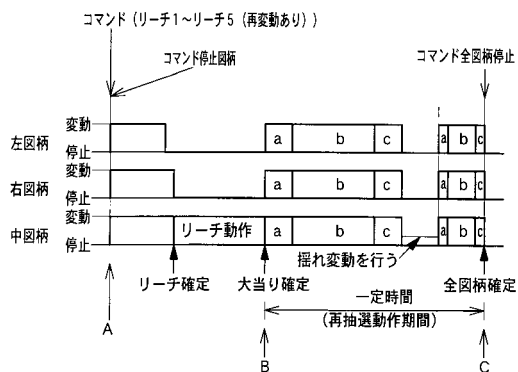 コマンド（リーチ1〜リーチ5（再変動あり））
コマンド停止図柄
コマンド全図柄停止
左図柄
変動
停止
a
b
c
a
b
c
右図柄
変動
停止
a
b
c
a
b
c
中図柄
変動
停止
リーチ動作
a
b
c
a
b
c
揺れ変動を行う
リーチ確定
大当り確定
全図柄確定
一定時間
(再抽選動作期間)
A
B
C